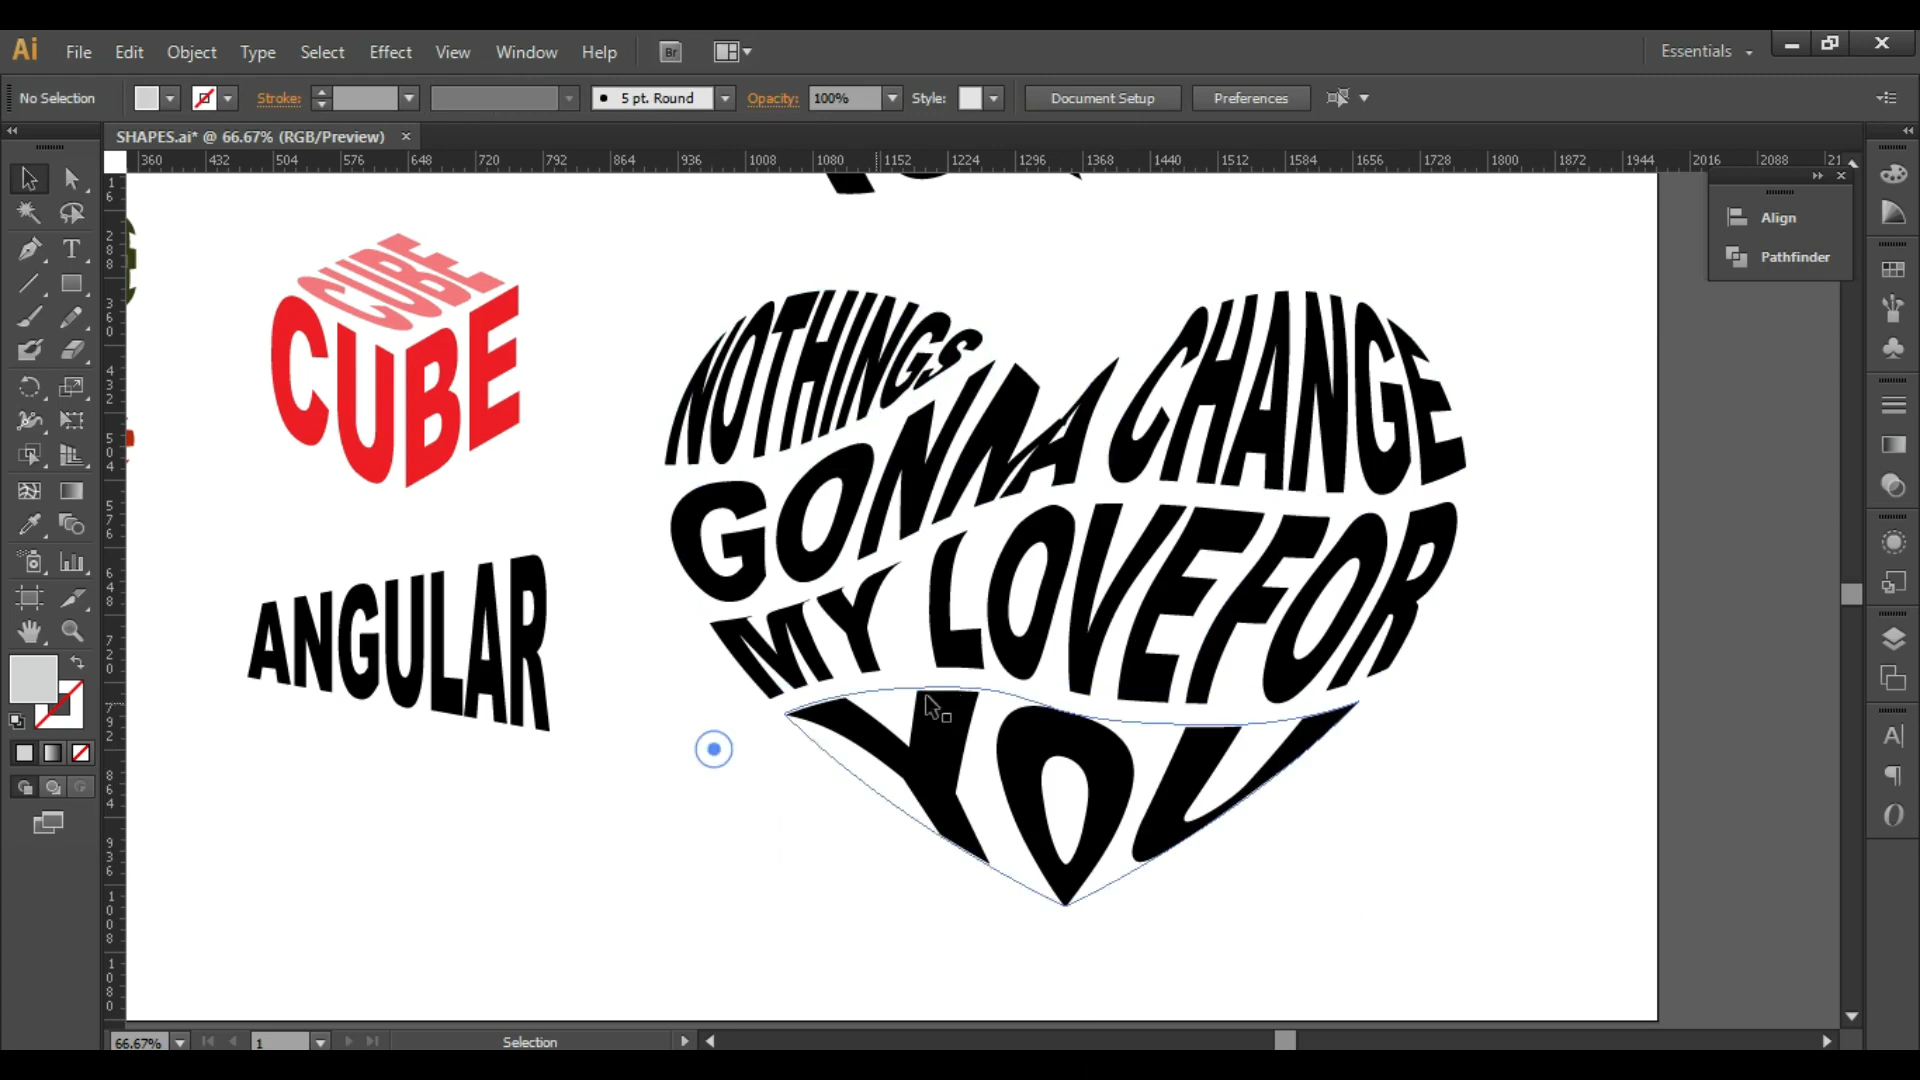 Ai File Edit Object Type Select Effect View Window Help Br Essentials
No Selection Stroke: 5 pt. Round Opacity: 100% Style: Document Setup Preferences
SHAPES.ai* @ 66.67% (RGB/Preview)
360 432 504 576 648 720 792 864 936 1008 1080 1152 1224 1296 1368 1440 1512 1584 1656 1728 1800 1872 1944 2016 2088 21
Align
Pathfinder
CUBE
CUBE
ANGULAR
NOTHINGS
GONNA CHANGE
MY LOVEFOR
YOU
66.67% 1 Selection